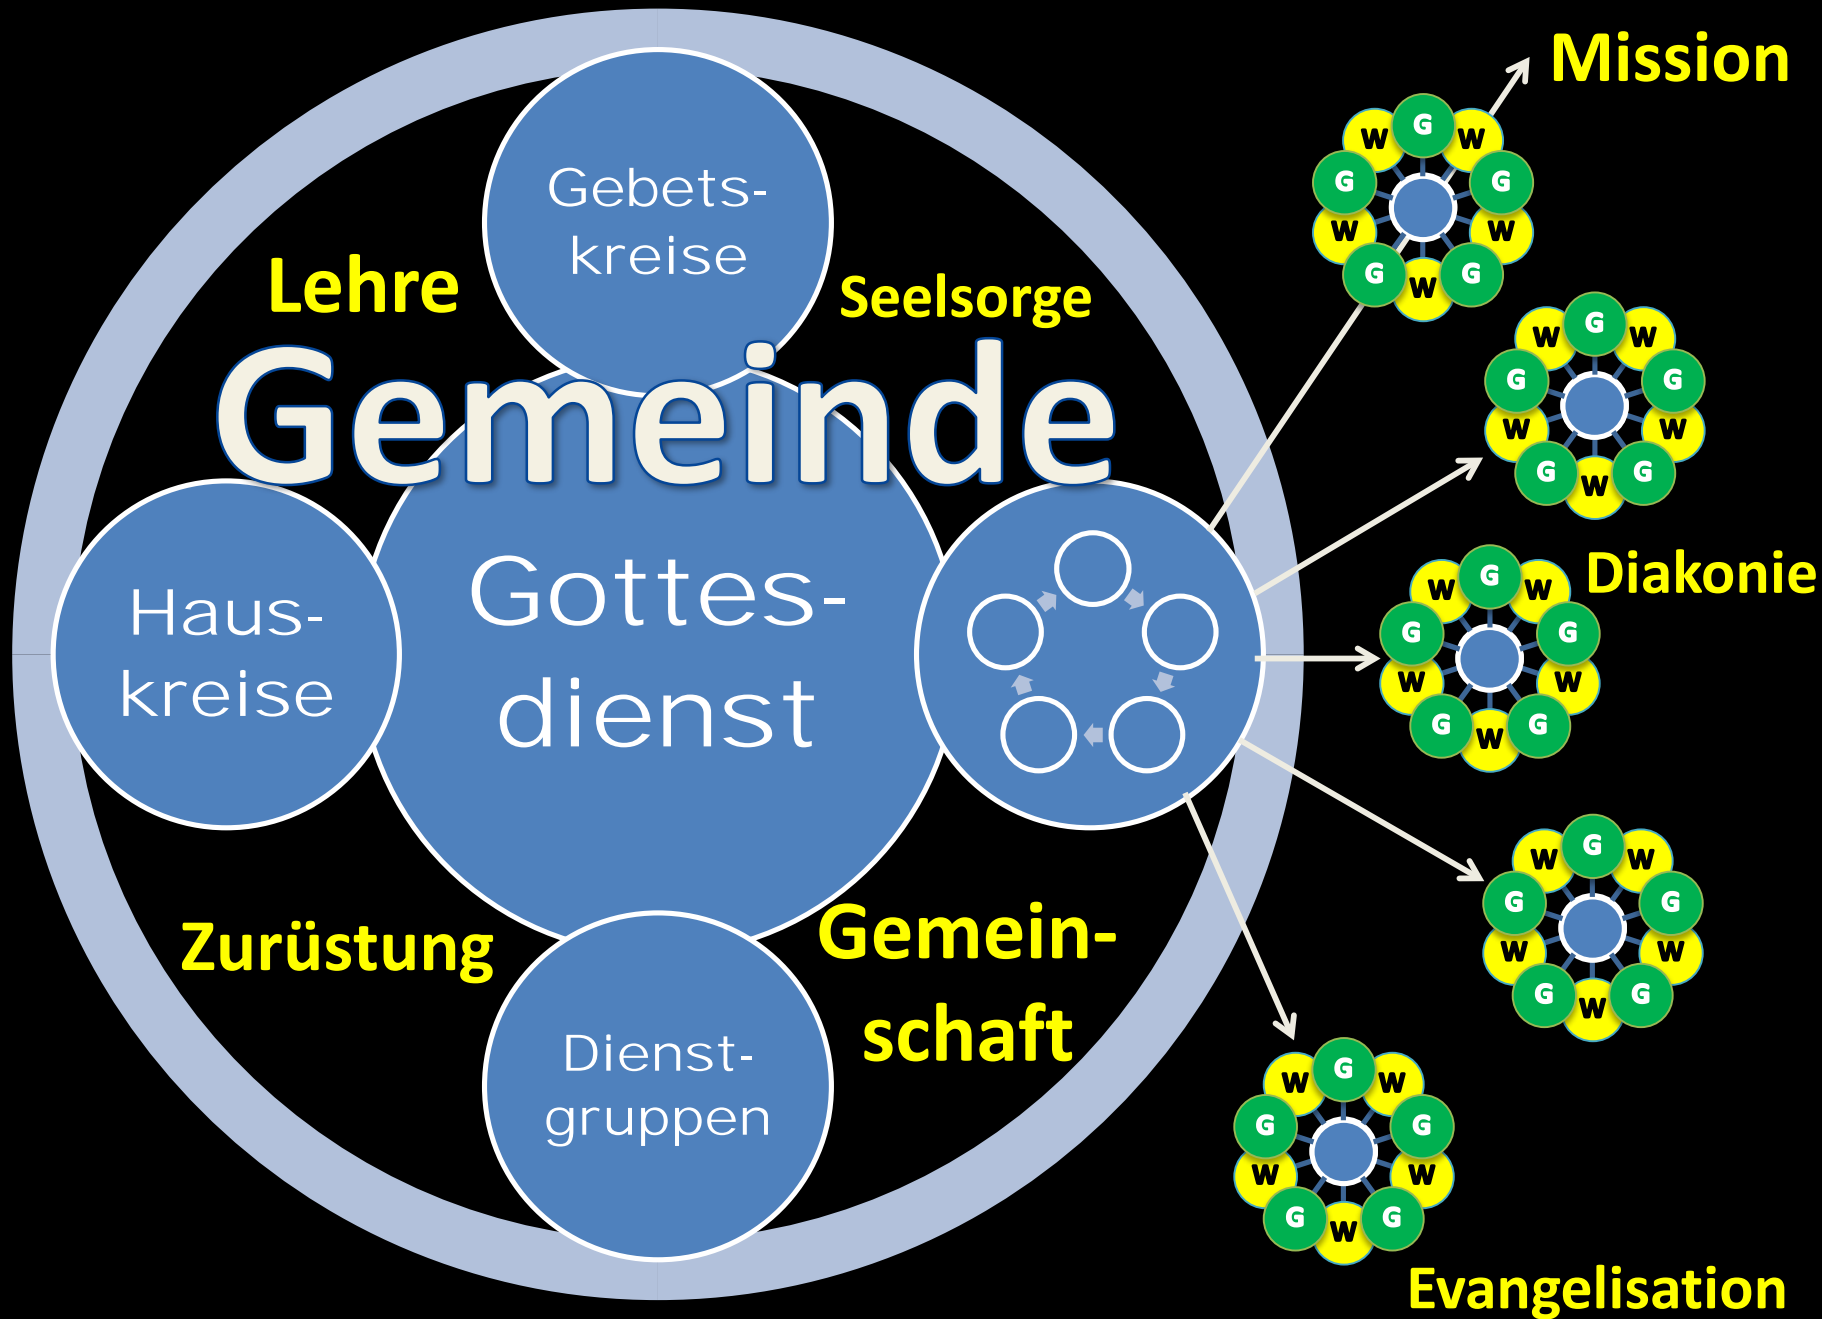 Mission
Gebets-
kreise
Lehre
Seelsorge
Gemeinde
Haus-
kreise
Gottes-
dienst
Diakonie
Zurüstung
Gemein-
schaft
Dienst-
gruppen
Evangelisation
G
W
W
G
G
W
W
G
G
W
G
W
W
G
G
W
W
G
G
W
G
W
W
G
G
W
W
G
G
W
G
W
W
G
G
W
W
G
G
W
G
W
W
G
G
W
W
G
G
W